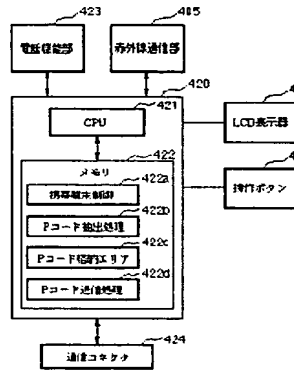 423
405
電話機能部
赤外線通信部
420
421
CPU
LCD表示器
422
メモリ
422a
携帯端末制御
操作ボタン
422b
Pコード抽出処理
422c
Pコード格納エリア
422d
Pコード送信処理
424
通信コネクタ